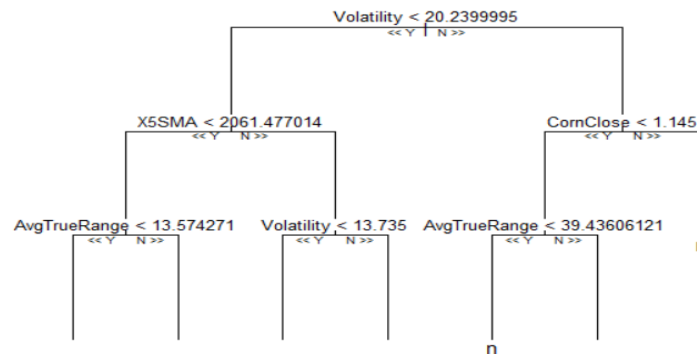 Volatility < 20.2399995
<< Y N >>
X5SMA < 2061.477014
<< Y N >>
CornClose < 1.145
<< Y N >>
AvgTrueRange < 13.574271
<< Y N >>
Volatility < 13.735
<< Y N >>
AvgTrueRange < 39.43606121
<< Y N >>
n